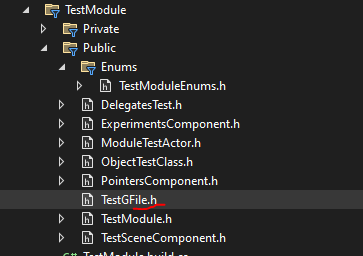 TestModule
Private
Public
Enums
TestModuleEnums.h
DelegatesTest.h
ExperimentsComponent.h
ModuleTestActor.h
ObjectTestClass.h
PointersComponent.h
TestGFile.h
TestModule.h
TestSceneComponent.h
TestModule.build.cs